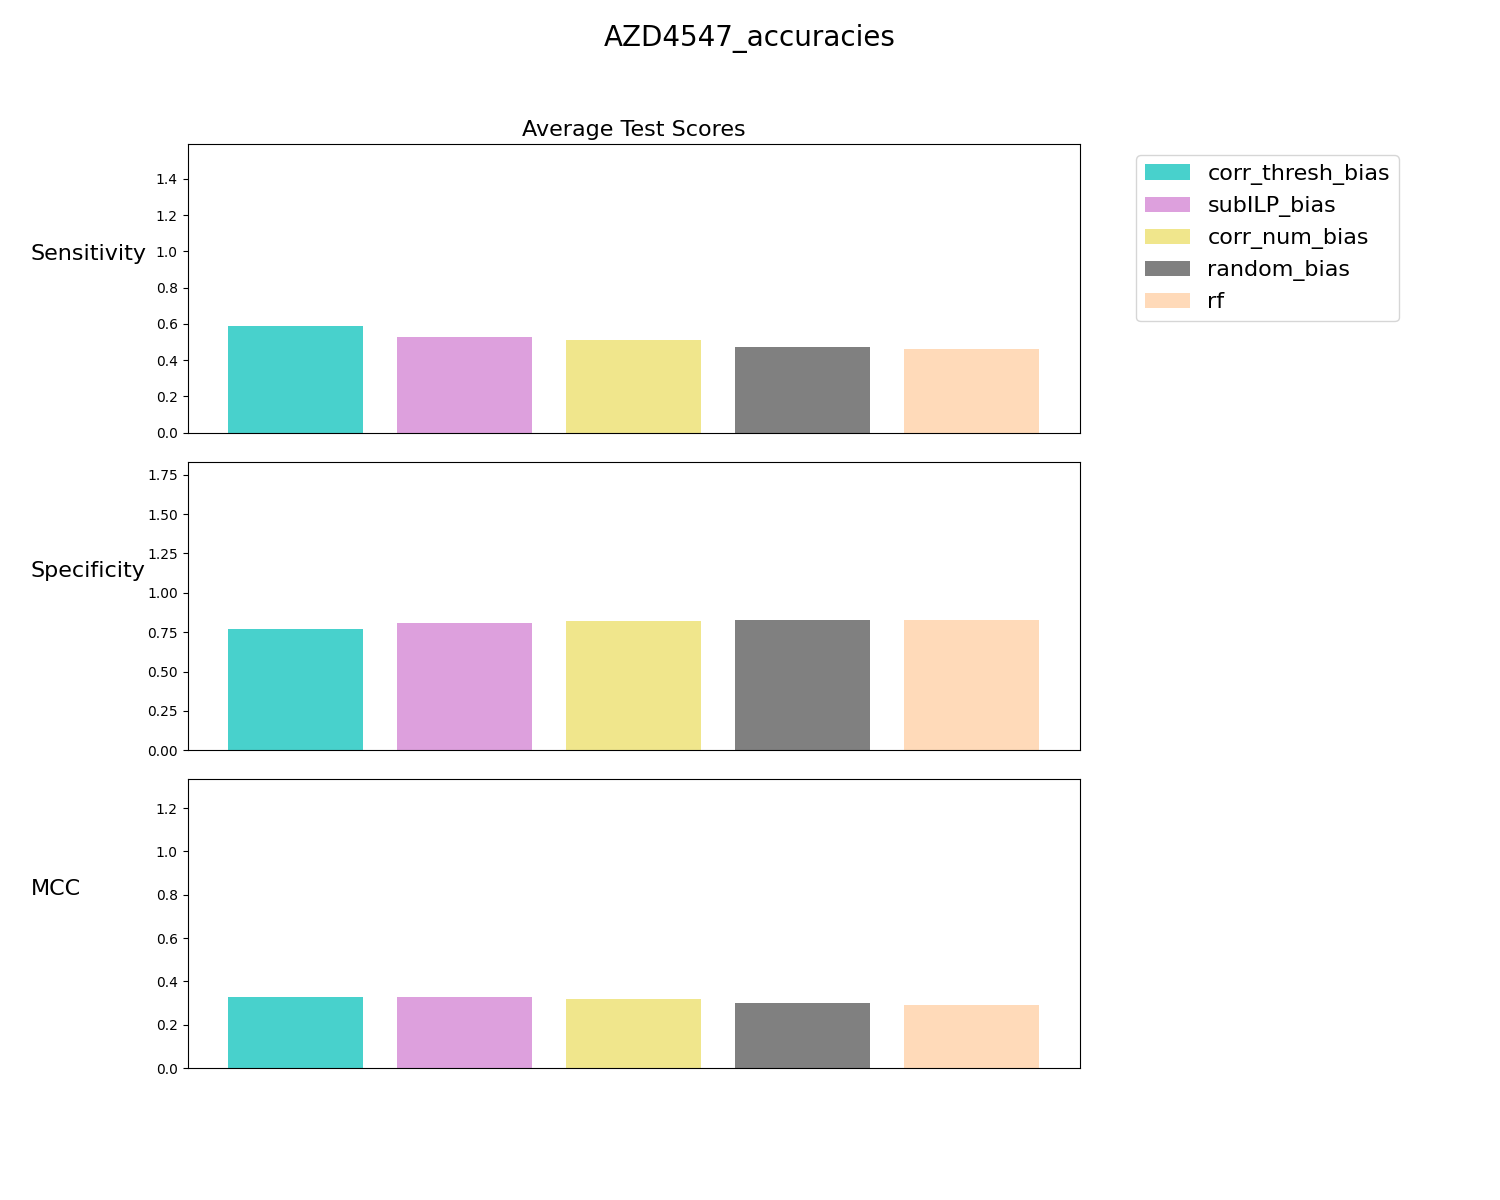 AZD4547_accuracies
Average Test Scores
Sensitivity
1.4
1.2
1.0
0.8
0.6
0.4
0.2
0.0
corr_thresh_bias
subILP_bias
corr_num_bias
random_bias
rf
Specificity
1.75
1.50
1.25
1.00
0.75
0.50
0.25
0.00
MCC
1.2
1.0
0.8
0.6
0.4
0.2
0.0